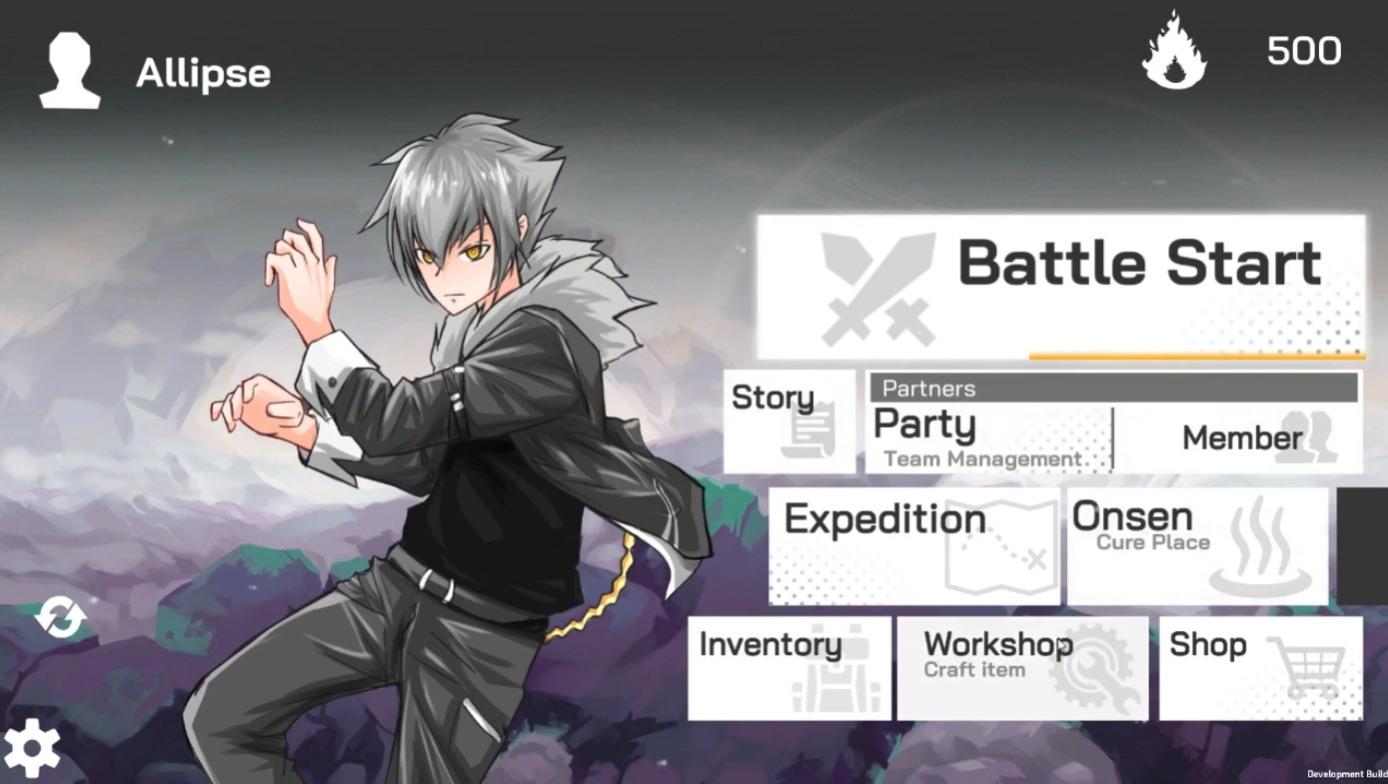 Allipse
500
Battle Start
Story
Partners
Party
Team Management
Member
Expedition
Onsen
Cure Place
Inventory
Workshop
Craft item
Shop
Development Build